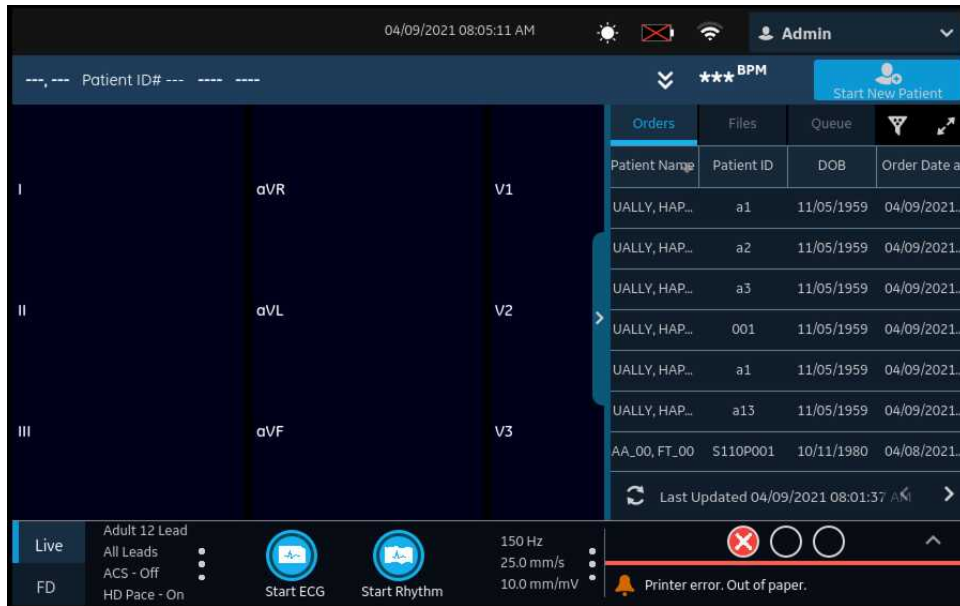 04/09/2021 08:05:11 AM
Admin
---, --- Patient ID# --- ---- ----
*** BPM
Start New Patient
Orders Files Queue
Patient Name Patient ID DOB Order Date a
UALLY, HAP... a1 11/05/1959 04/09/2021..
UALLY, HAP... a2 11/05/1959 04/09/2021..
UALLY, HAP... a3 11/05/1959 04/09/2021..
UALLY, HAP... 001 11/05/1959 04/09/2021..
UALLY, HAP... a1 11/05/1959 04/09/2021..
UALLY, HAP... a13 11/05/1959 04/09/2021..
AA_00, FT_00 S110P001 10/11/1980 04/08/2021..
Last Updated 04/09/2021 08:01:37 AM
I aVR V1
II aVL V2
III aVF V3
Live
FD
Adult 12 Lead
All Leads
ACS - Off
HD Pace - On
Start ECG
Start Rhythm
150 Hz
25.0 mm/s
10.0 mm/mV
Printer error. Out of paper.